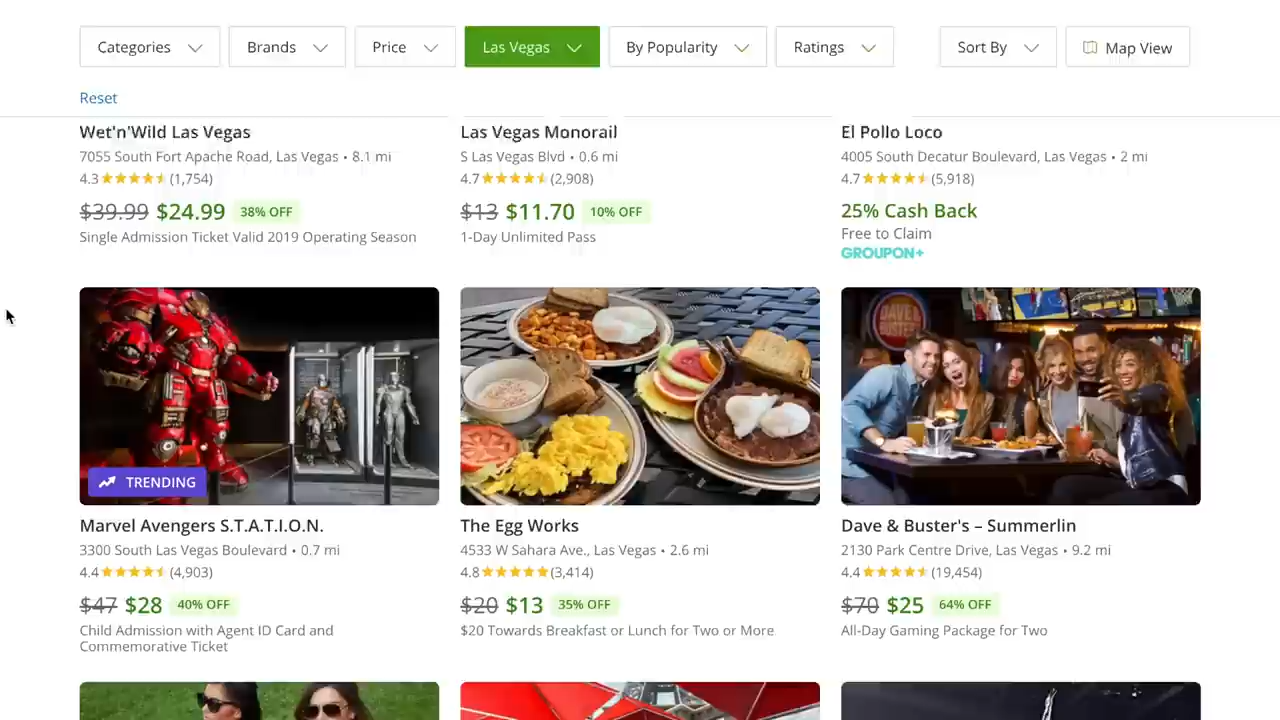 Categories
Brands
Price
Las Vegas
By Popularity
Ratings
Sort By
Map View
Reset
Wet'n'Wild Las Vegas
7055 South Fort Apache Road, Las Vegas • 8.1 mi
4.3 (1,754)
$39.99 $24.99 38% OFF
Single Admission Ticket Valid 2019 Operating Season
Las Vegas Monorail
S Las Vegas Blvd • 0.6 mi
4.7 (2,908)
$13 $11.70 10% OFF
1-Day Unlimited Pass
El Pollo Loco
4005 South Decatur Boulevard, Las Vegas • 2 mi
4.7 (5,918)
25% Cash Back
Free to Claim
GROUPON+
TRENDING
Marvel Avengers S.T.A.T.I.O.N.
3300 South Las Vegas Boulevard • 0.7 mi
4.4 (4,903)
$47 $28 40% OFF
Child Admission with Agent ID Card and
Commemorative Ticket
The Egg Works
4533 W Sahara Ave., Las Vegas • 2.6 mi
4.8 (3,414)
$20 $13 35% OFF
$20 Towards Breakfast or Lunch for Two or More
DAVE &
BUSTER'S
Dave & Buster's – Summerlin
2130 Park Centre Drive, Las Vegas • 9.2 mi
4.4 (19,454)
$70 $25 64% OFF
All-Day Gaming Package for Two